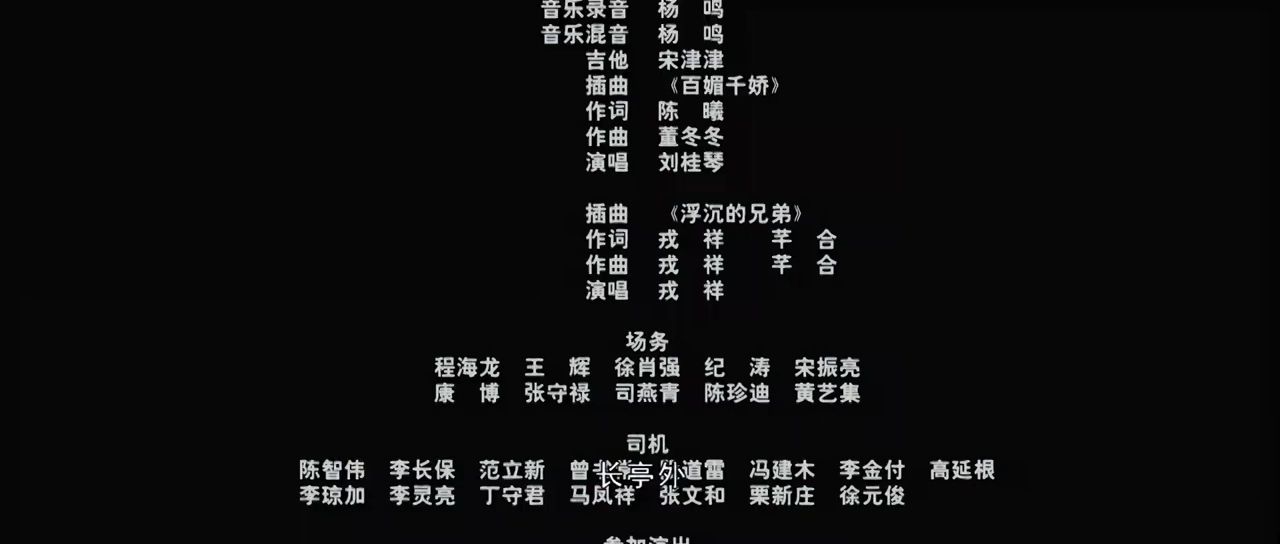 音乐录音 杨 鸣
音乐混音 杨 鸣
吉他 宋津津
插曲 《百媚千娇》
作词 陈 曦
作曲 董冬冬
演唱 刘桂琴
插曲 《浮沉的兄弟》
作词 戎 祥 芊 合
作曲 戎 祥 芊 合
演唱 戎 祥
场务
程海龙 王 辉 徐肖强 纪 涛 宋振亮
康 博 张守禄 司燕青 陈珍迪 黄艺集
司机
陈智伟 李长保 范立新 曾 道雷 冯建木 李金付 高延根
长亭外
李琼加 李灵亮 丁守君 马凤祥 张文和 栗新庄 徐元俊
参加演出